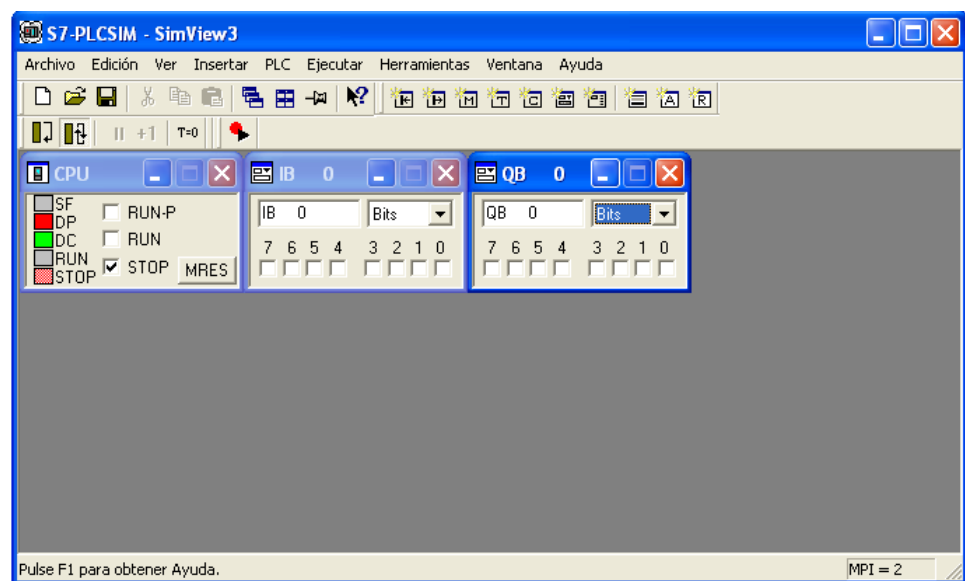 S7-PLCSIM - SimView3
Archivo Edición Ver Insertar PLC Ejecutar Herramientas Ventana Ayuda
+1 T=0
CPU
SF
DP
DC
RUN
STOP
RUN-P
RUN
STOP
MRES
IB 0
IB 0 Bits
7 6 5 4 3 2 1 0
QB 0
QB 0 Bits
7 6 5 4 3 2 1 0
Pulse F1 para obtener Ayuda. MPI = 2